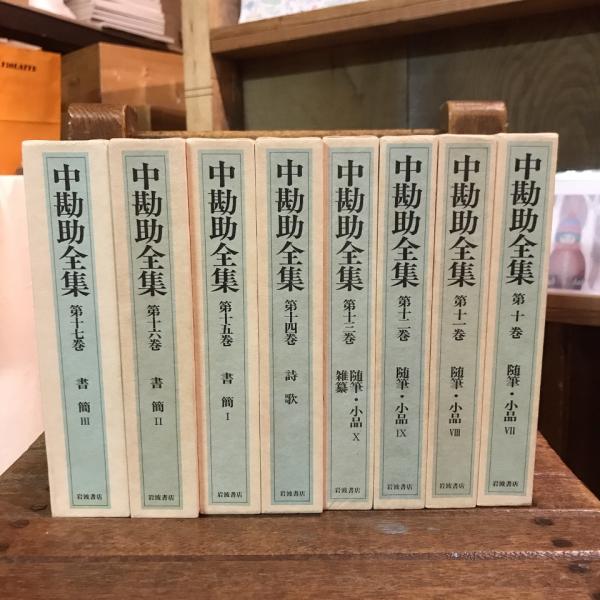 中勘助全集
第十七巻
書簡 III
岩波書店
中勘助全集
第十六巻
書簡 II
岩波書店
中勘助全集
第十五巻
書簡 I
岩波書店
中勘助全集
第十四巻
詩歌
岩波書店
中勘助全集
第十三巻
随筆・小品 X
雑纂
岩波書店
中勘助全集
第十二巻
随筆・小品 IX
岩波書店
中勘助全集
第十一巻
随筆・小品 VIII
岩波書店
中勘助全集
第十巻
随筆・小品 VII
岩波書店